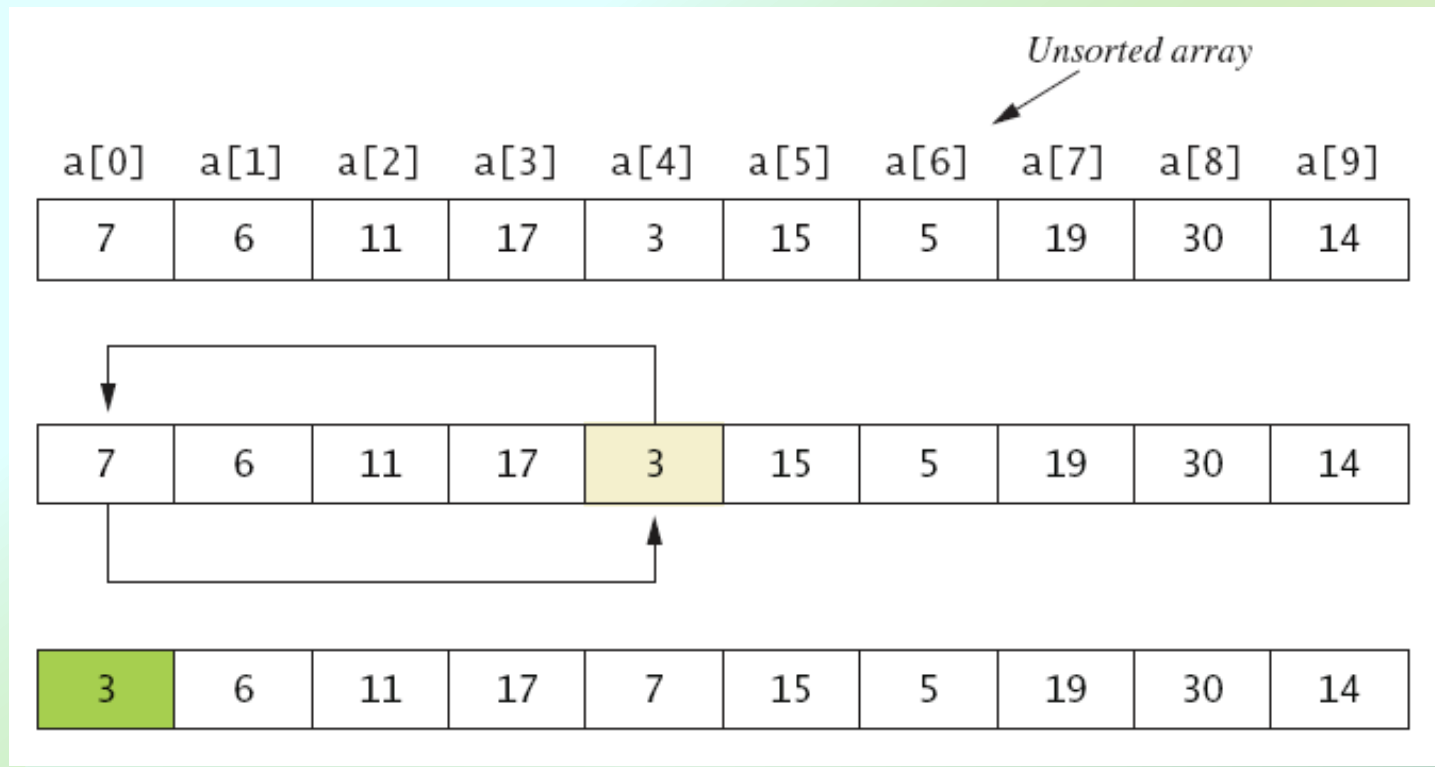 Unsorted array
a[0] a[1] a[2] a[3] a[4] a[5] a[6] a[7] a[8] a[9]
7 6 11 17 3 15 5 19 30 14
7 6 11 17 3 15 5 19 30 14
3 6 11 17 7 15 5 19 30 14